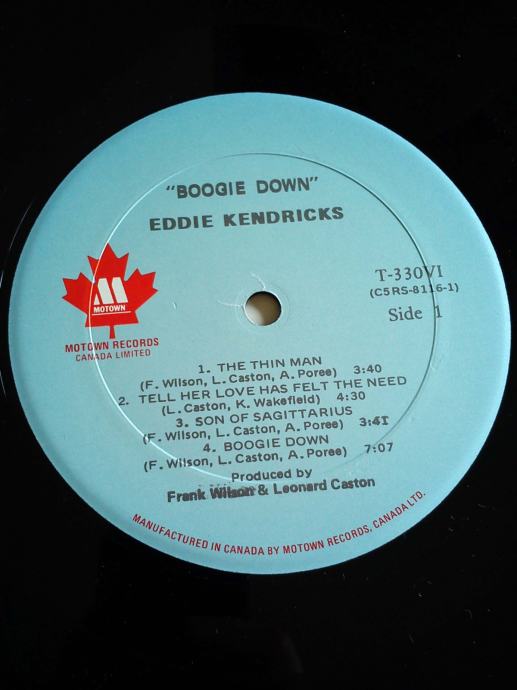 "BOOGIE DOWN"
EDDIE KENDRICKS
T-330VI
(C5RS-8116-1)
Side 1
M
MOTOWN
MOTOWN RECORDS
CANADA LIMITED
1. THE THIN MAN
(F. Wilson, L. Caston, A. Poree) 3:40
2. TELL HER LOVE HAS FELT THE NEED
(L. Caston, K. Wakefield) 4:30
3. SON OF SAGITTARIUS
(F. Wilson, L. Caston, A. Poree) 3:41
4. BOOGIE DOWN
(F. Wilson, L. Caston, A. Poree) 7:07
Produced by
Frank Wilson & Leonard Caston
MANUFACTURED IN CANADA BY MOTOWN RECORDS, CANADA LTD.